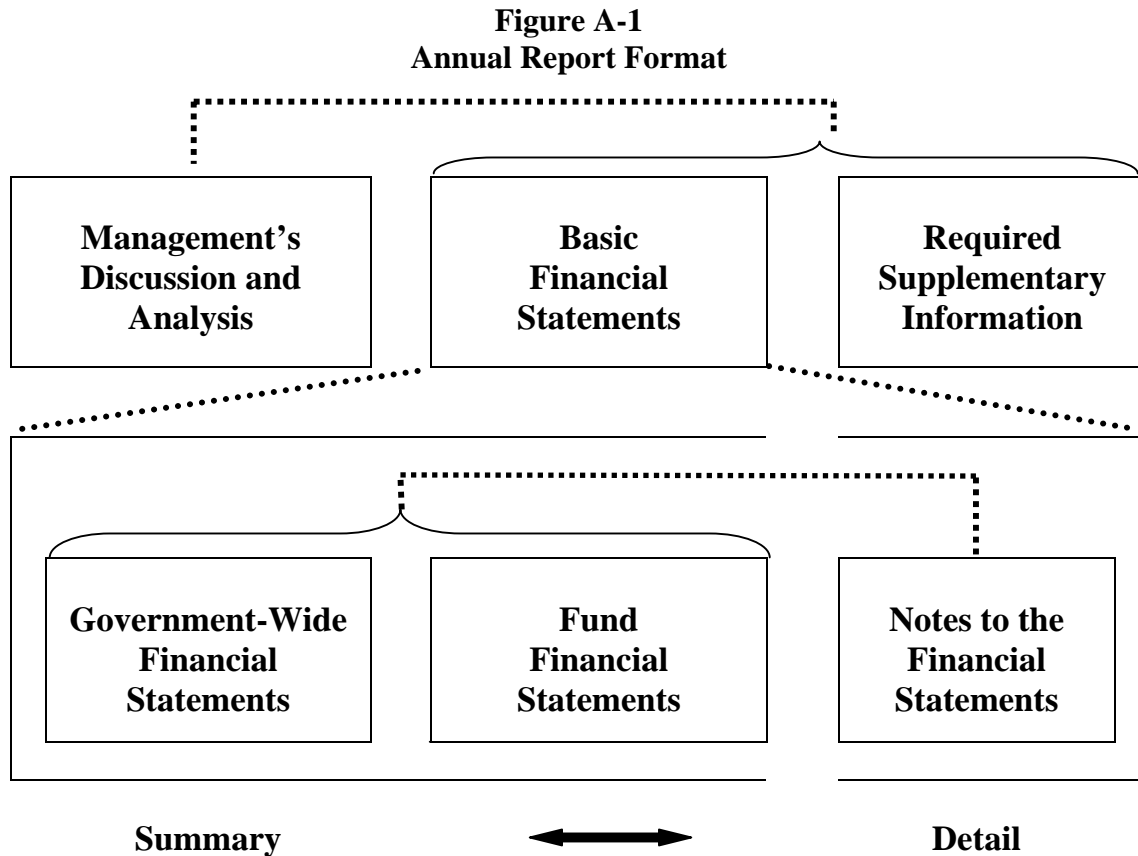 Figure A-1
Annual Report Format
Management’s
Discussion and
Analysis
Basic
Financial
Statements
Required
Supplementary
Information
Government-Wide
Financial
Statements
Fund
Financial
Statements
Notes to the
Financial
Statements
Summary
Detail